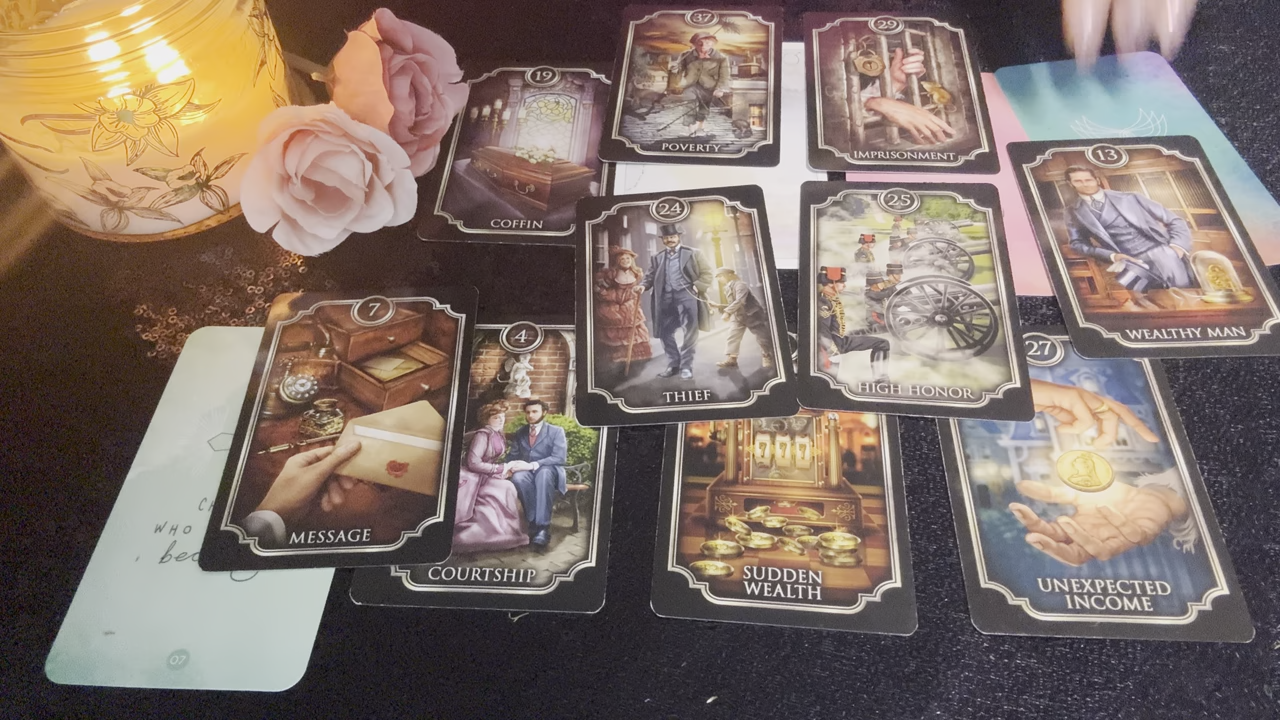 37
POVERTY
29
IMPRISONMENT
19
COFFIN
13
WEALTHY MAN
24
THIEF
25
HIGH HONOR
7
MESSAGE
4
COURTSHIP
777
SUDDEN
WEALTH
27
UNEXPECTED
INCOME
WHO
07